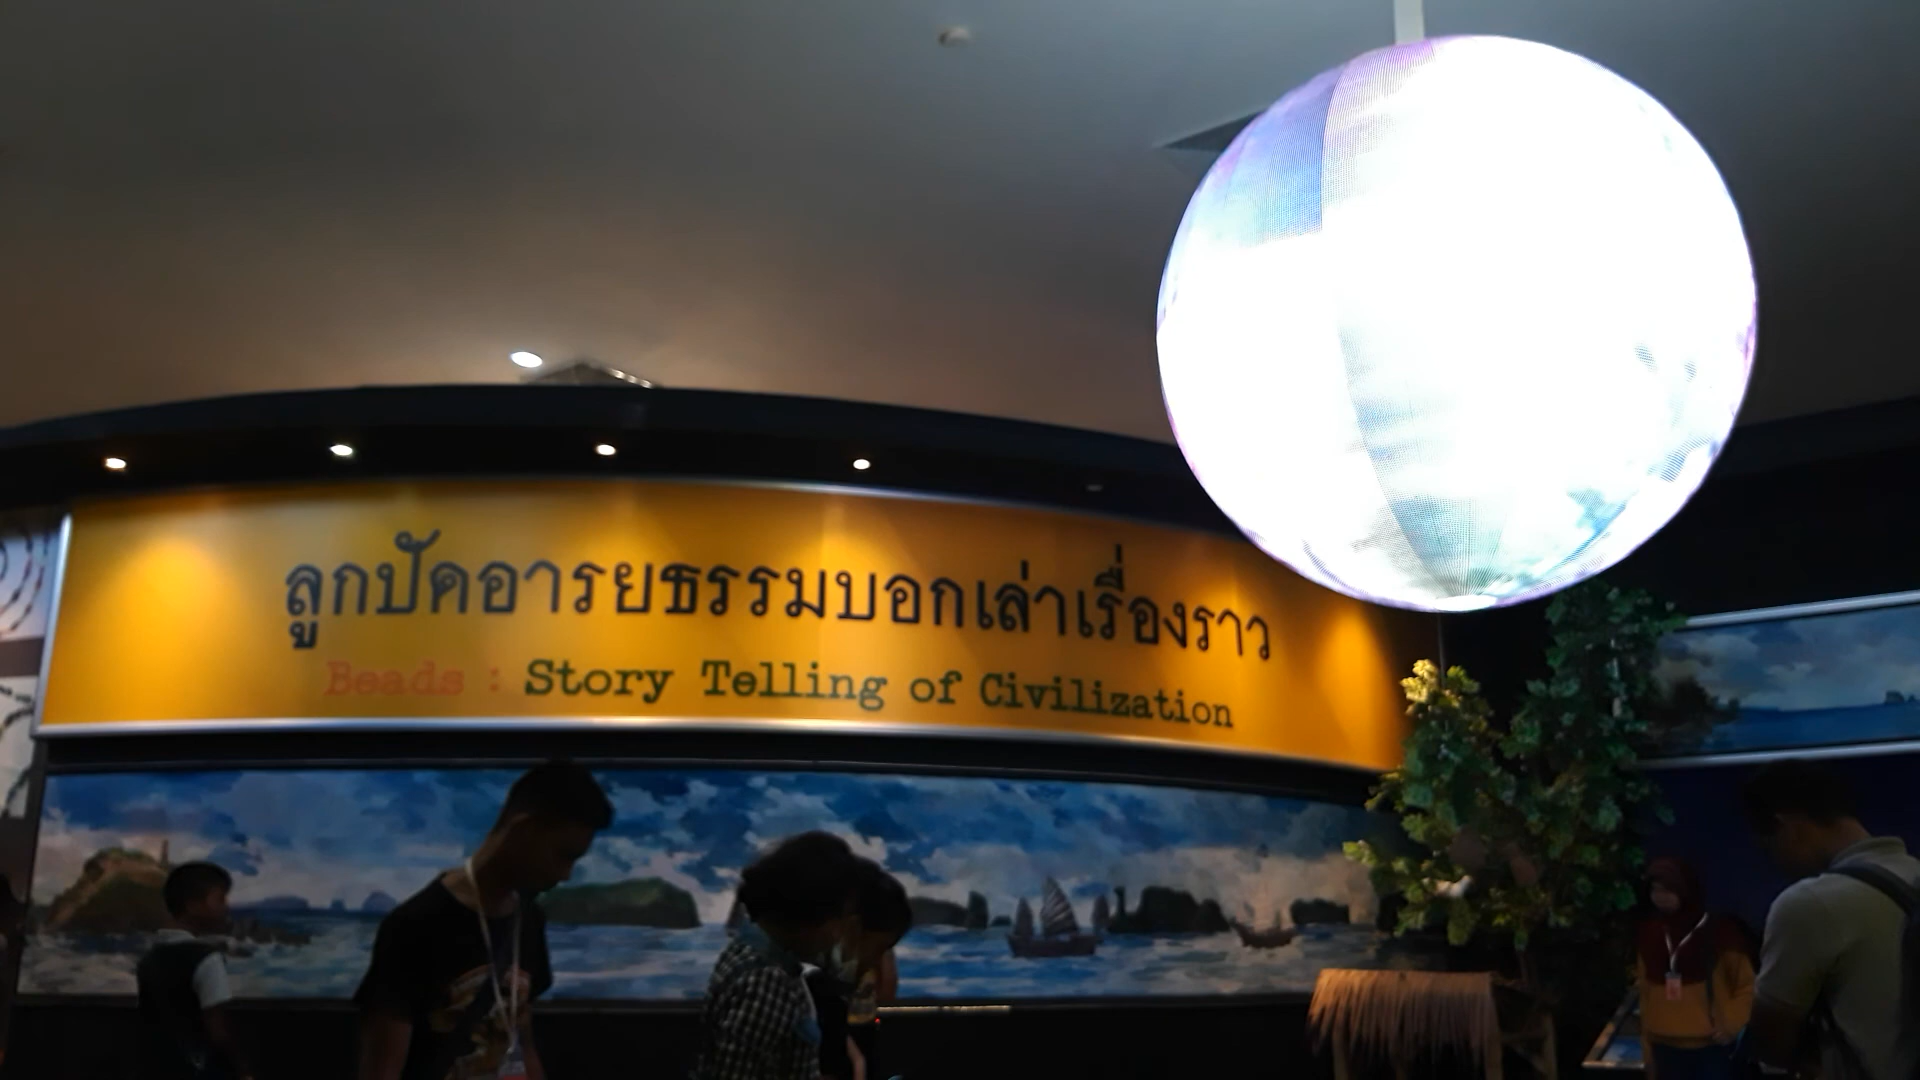 ลูกปัดอารยธรรมบอกเล่าเรื่องราว
Beads : Story Telling of Civilization